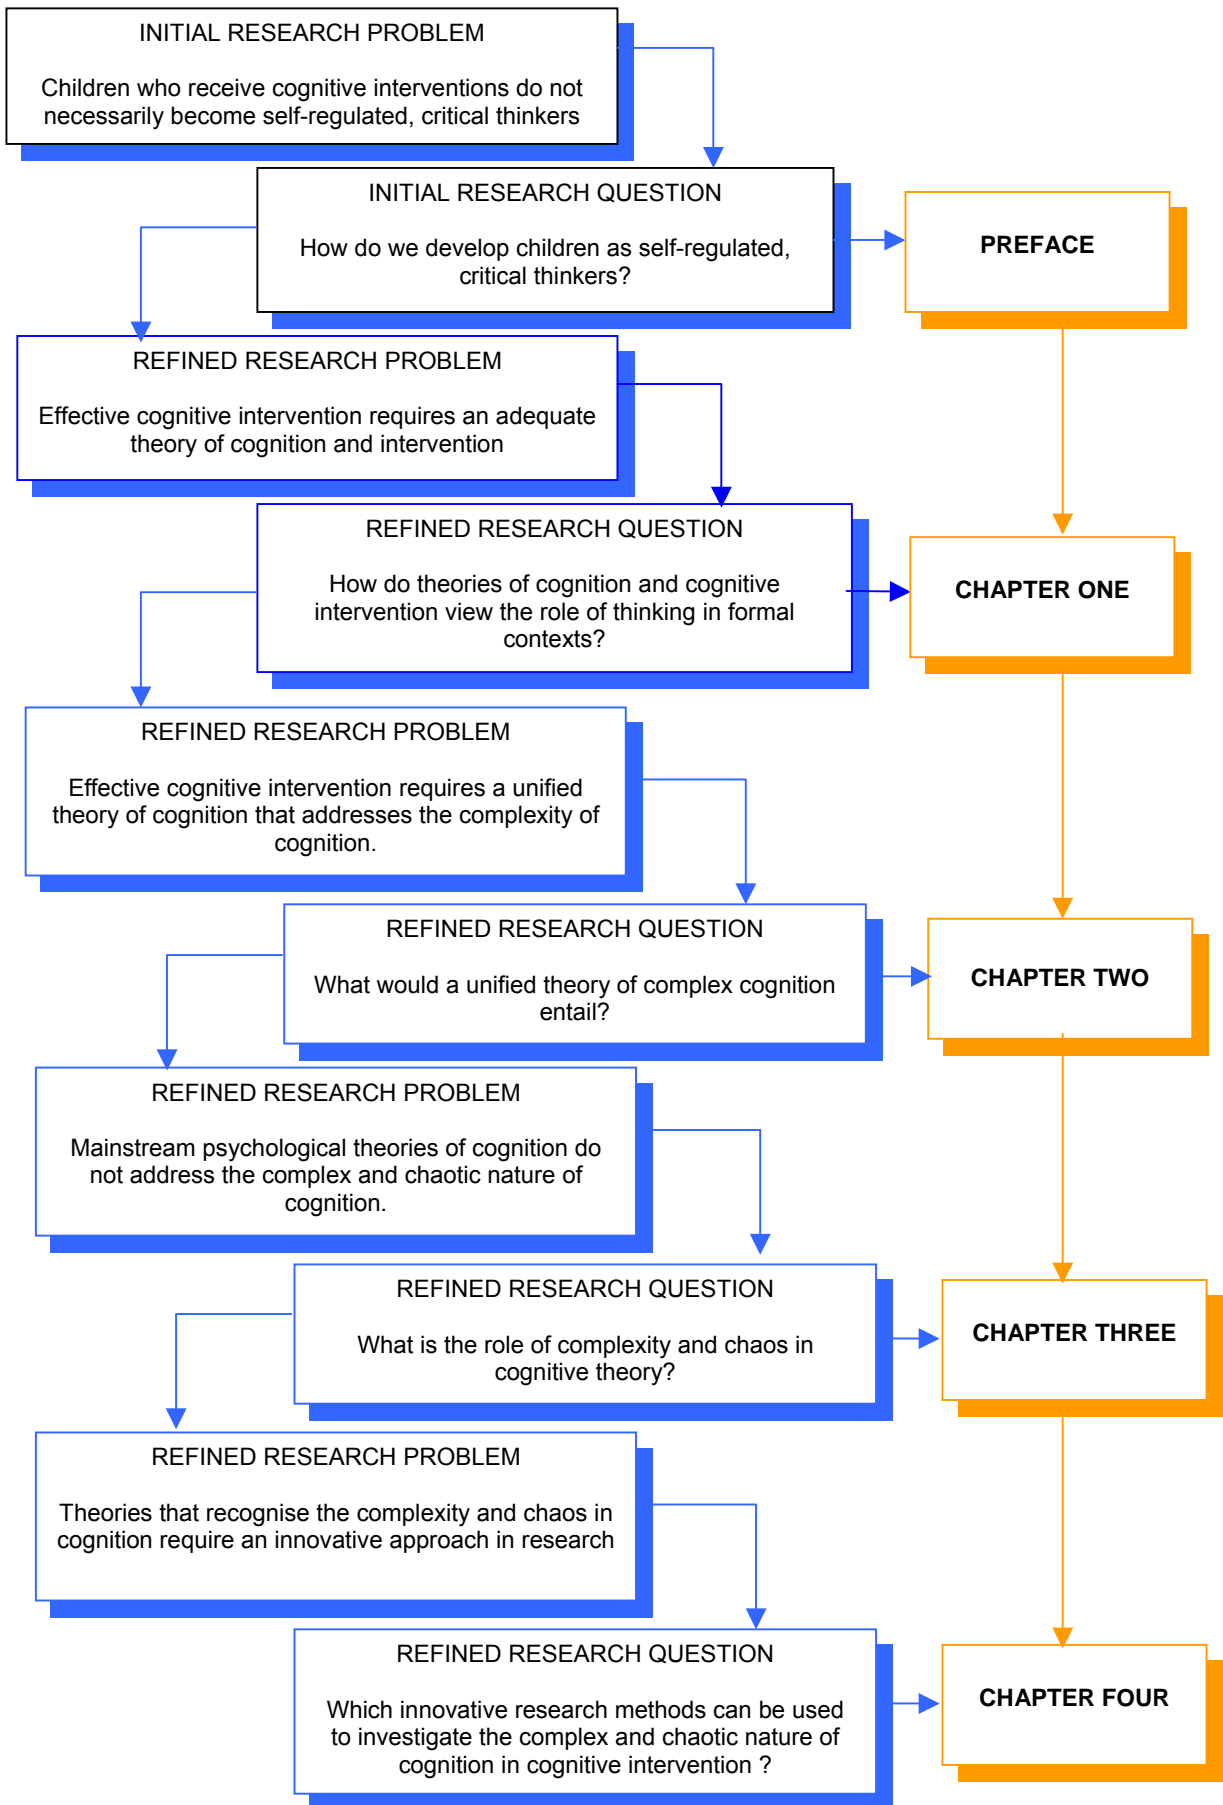 INITIAL RESEARCH PROBLEM
Children who receive cognitive interventions do not
necessarily become self-regulated, critical thinkers
INITIAL RESEARCH QUESTION
How do we develop children as self-regulated,
critical thinkers?
PREFACE
REFINED RESEARCH PROBLEM
Effective cognitive intervention requires an adequate
theory of cognition and intervention
REFINED RESEARCH QUESTION
How do theories of cognition and cognitive
intervention view the role of thinking in formal
contexts?
CHAPTER ONE
REFINED RESEARCH PROBLEM
Effective cognitive intervention requires a unified
theory of cognition that addresses the complexity of
cognition.
REFINED RESEARCH QUESTION
What would a unified theory of complex cognition
entail?
CHAPTER TWO
REFINED RESEARCH PROBLEM
Mainstream psychological theories of cognition do
not address the complex and chaotic nature of
cognition.
REFINED RESEARCH QUESTION
What is the role of complexity and chaos in
cognitive theory?
CHAPTER THREE
REFINED RESEARCH PROBLEM
Theories that recognise the complexity and chaos in
cognition require an innovative approach in research
REFINED RESEARCH QUESTION
Which innovative research methods can be used
to investigate the complex and chaotic nature of
cognition in cognitive intervention ?
CHAPTER FOUR